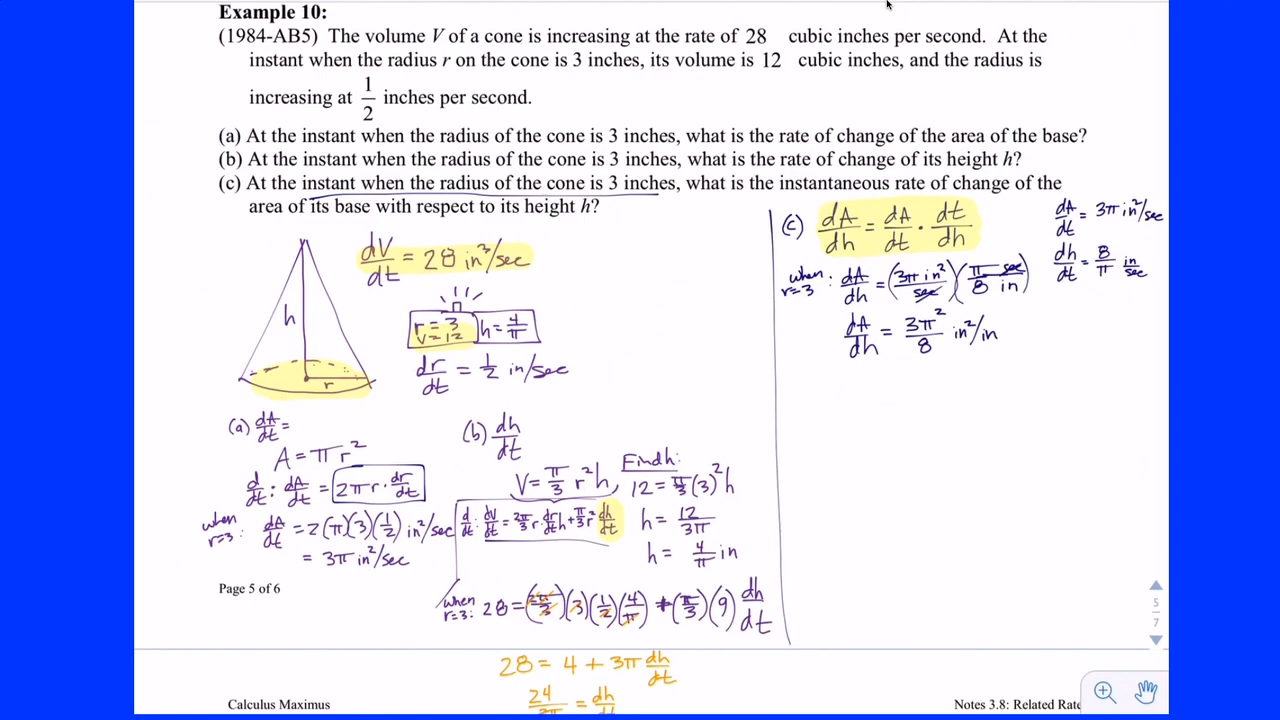 Example 10:
(1984-AB5) The volume V of a cone is increasing at the rate of 28 cubic inches per second. At the
instant when the radius r on the cone is 3 inches, its volume is 12 cubic inches, and the radius is
increasing at 1/2 inches per second.
(a) At the instant when the radius of the cone is 3 inches, what is the rate of change of the area of the base?
(b) At the instant when the radius of the cone is 3 inches, what is the rate of change of its height h?
(c) At the instant when the radius of the cone is 3 inches, what is the instantaneous rate of change of the
area of its base with respect to its height h?
h
r
dV/dt = 28 in³/sec
r = 3
V = 12
h = 4/π
dr/dt = 1/2 in/sec
(a) dA/dt =
A = πr²
d/dt: dA/dt = 2πr · dr/dt
when r=3: dA/dt = 2(π)(3)(1/2) in²/sec
= 3π in²/sec
(b) dh/dt
V = π/3 r²h
d/dt: dV/dt = 2π/3 r · dr/dt h + π/3 r² dh/dt
Find h:
12 = π/3 (3)² h
h = 12/3π
h = 4/π in
when r=3: 28 = (2π/3)(3)(1/2)(4/π) + (π/3)(9) dh/dt
28 = 4 + 3π dh/dt
24/3π = dh/dt
(c) dA/dh = dA/dt · dt/dh
dA/dt = 3π in²/sec
dh/dt = 8/π in/sec
when r=3: dA/dh = (3π in²/sec)(π sec/8 in)
dA/dh = 3π²/8 in²/in
Page 5 of 6
5
7
Calculus Maximus
Notes 3.8: Related Rate